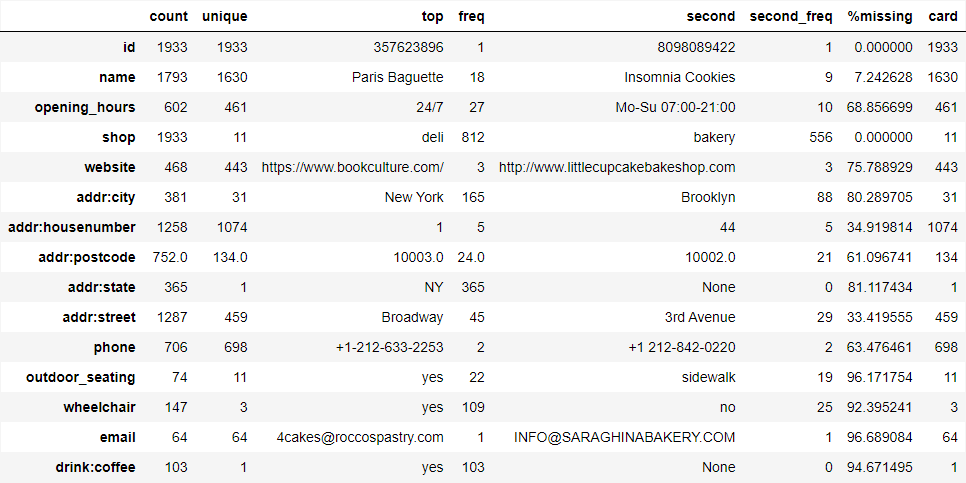 count unique top freq second second_freq %missing card
id 1933 1933 357623896 1 8098089422 1 0.000000 1933
name 1793 1630 Paris Baguette 18 Insomnia Cookies 9 7.242628 1630
opening_hours 602 461 24/7 27 Mo-Su 07:00-21:00 10 68.856699 461
shop 1933 11 deli 812 bakery 556 0.000000 11
website 468 443 https://www.bookculture.com/ 3 http://www.littlecupcakebakeshop.com 3 75.788929 443
addr:city 381 31 New York 165 Brooklyn 88 80.289705 31
addr:housenumber 1258 1074 1 5 44 5 34.919814 1074
addr:postcode 752.0 134.0 10003.0 24.0 10002.0 21 61.096741 134
addr:state 365 1 NY 365 None 0 81.117434 1
addr:street 1287 459 Broadway 45 3rd Avenue 29 33.419555 459
phone 706 698 +1-212-633-2253 2 +1 212-842-0220 2 63.476461 698
outdoor_seating 74 11 yes 22 sidewalk 19 96.171754 11
wheelchair 147 3 yes 109 no 25 92.395241 3
email 64 64 4cakes@roccospastry.com 1 INFO@SARAGHINABAKERY.COM 1 96.689084 64
drink:coffee 103 1 yes 103 None 0 94.671495 1